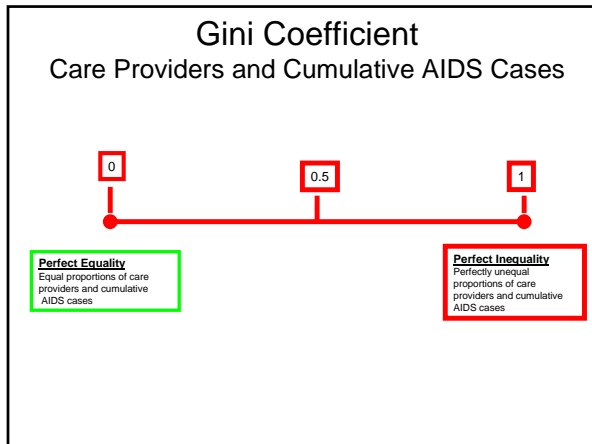 Gini Coefficient
Care Providers and Cumulative AIDS Cases
0
0.5
1
Perfect Equality
Equal proportions of care
providers and cumulative
AIDS cases
Perfect Inequality
Perfectly unequal
proportions of care
providers and cumulative
AIDS cases